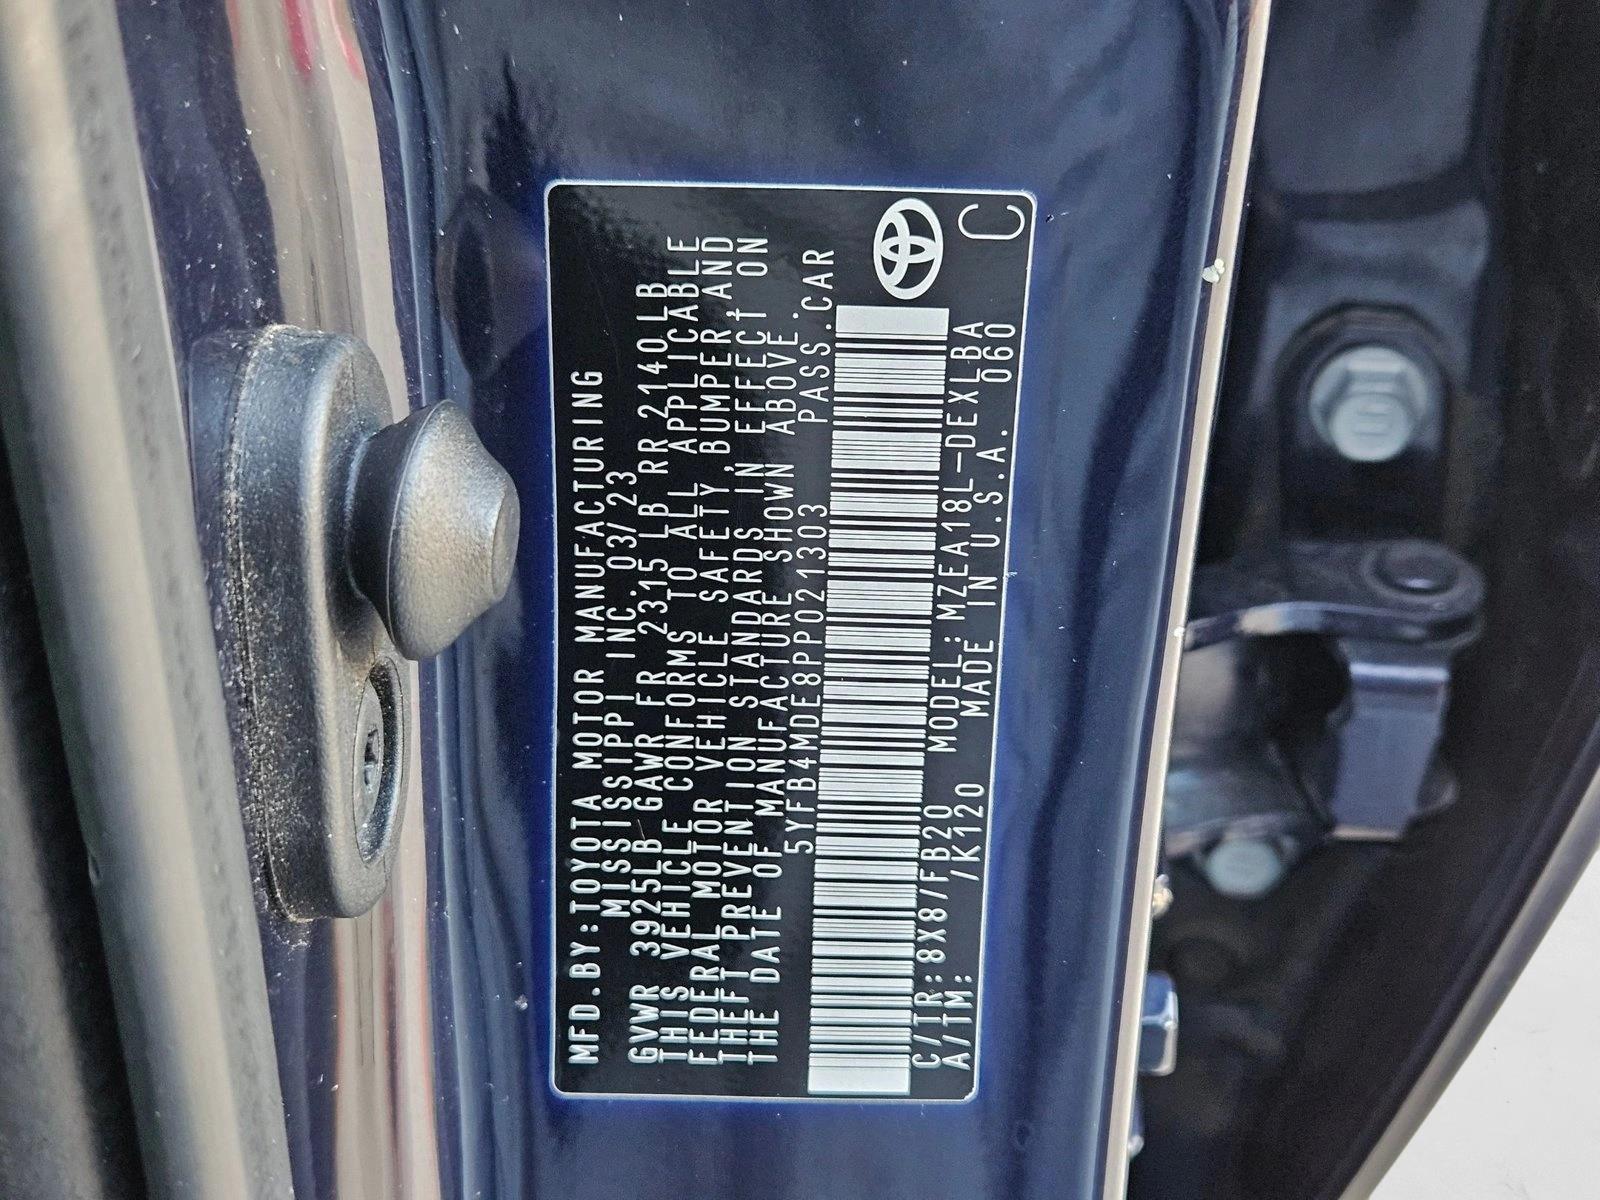 MFD.BY:TOYOTA MOTOR MANUFACTURING
MISSISSIPPI INC.03/23
GVWR 3925LB GAWR FR 2315 LB RR 2140LB
THIS VEHICLE CONFORMS TO ALL APPLICABLE
FEDERAL MOTOR VEHICLE SAFETY,BUMPER,AND
THEFT PREVENTION STANDARDS IN EFFECT ON
THE DATE OF MANUFACTURE SHOWN ABOVE.
5YFB4MDE8PP021303 PASS.CAR
C/TR:8X8/FB20 MODEL:MZEA18L-DEXLBA
A/TM: /K120 MADE IN U.S.A. 060
C